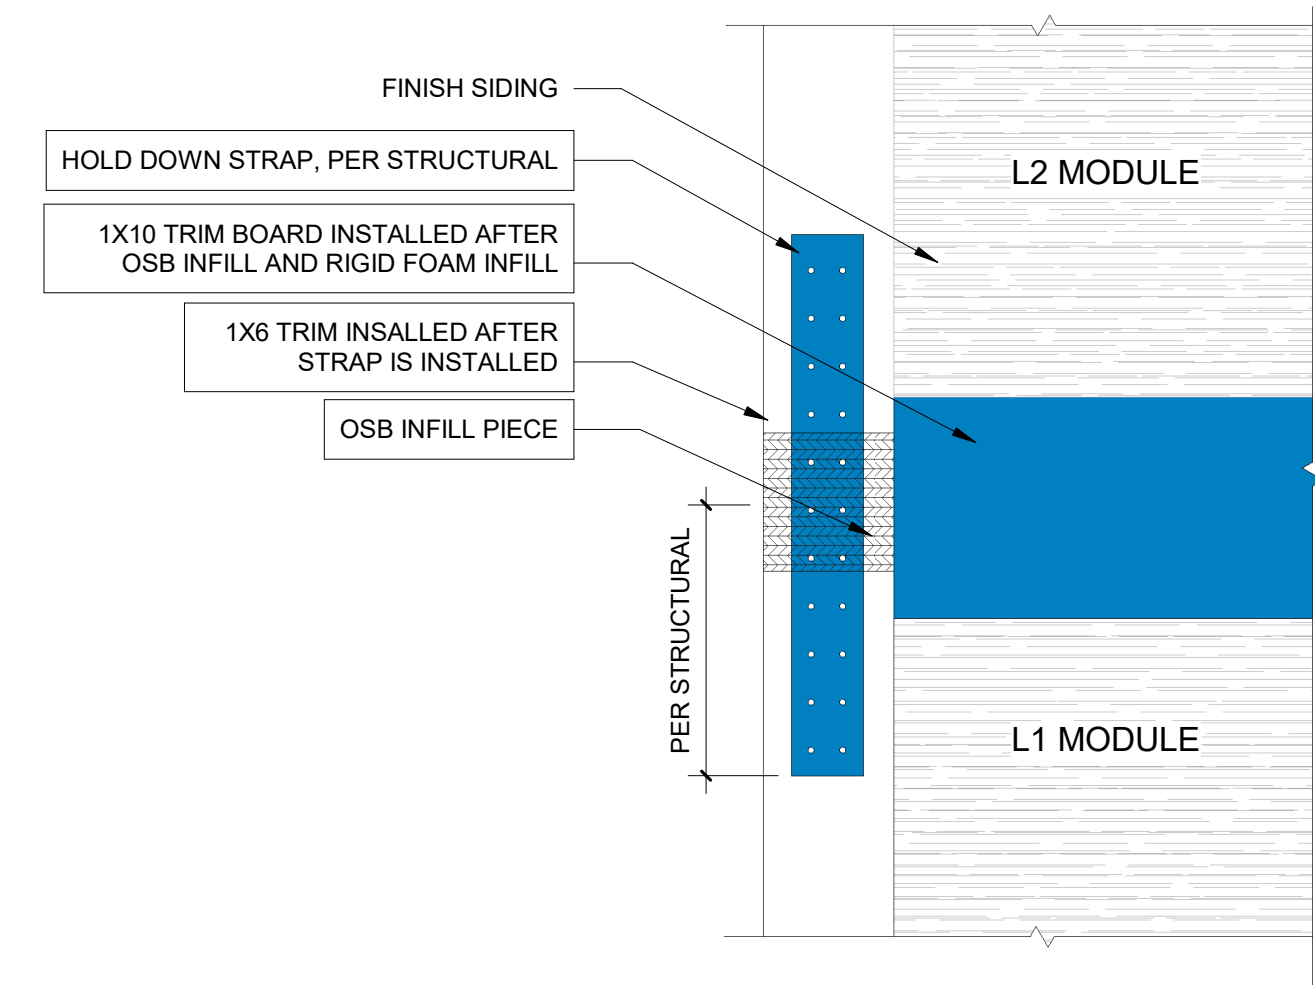 FINISH SIDING
HOLD DOWN STRAP, PER STRUCTURAL
1X10 TRIM BOARD INSTALLED AFTER
OSB INFILL AND RIGID FOAM INFILL
1X6 TRIM INSALLED AFTER
STRAP IS INSTALLED
OSB INFILL PIECE
PER STRUCTURAL
L2 MODULE
L1 MODULE